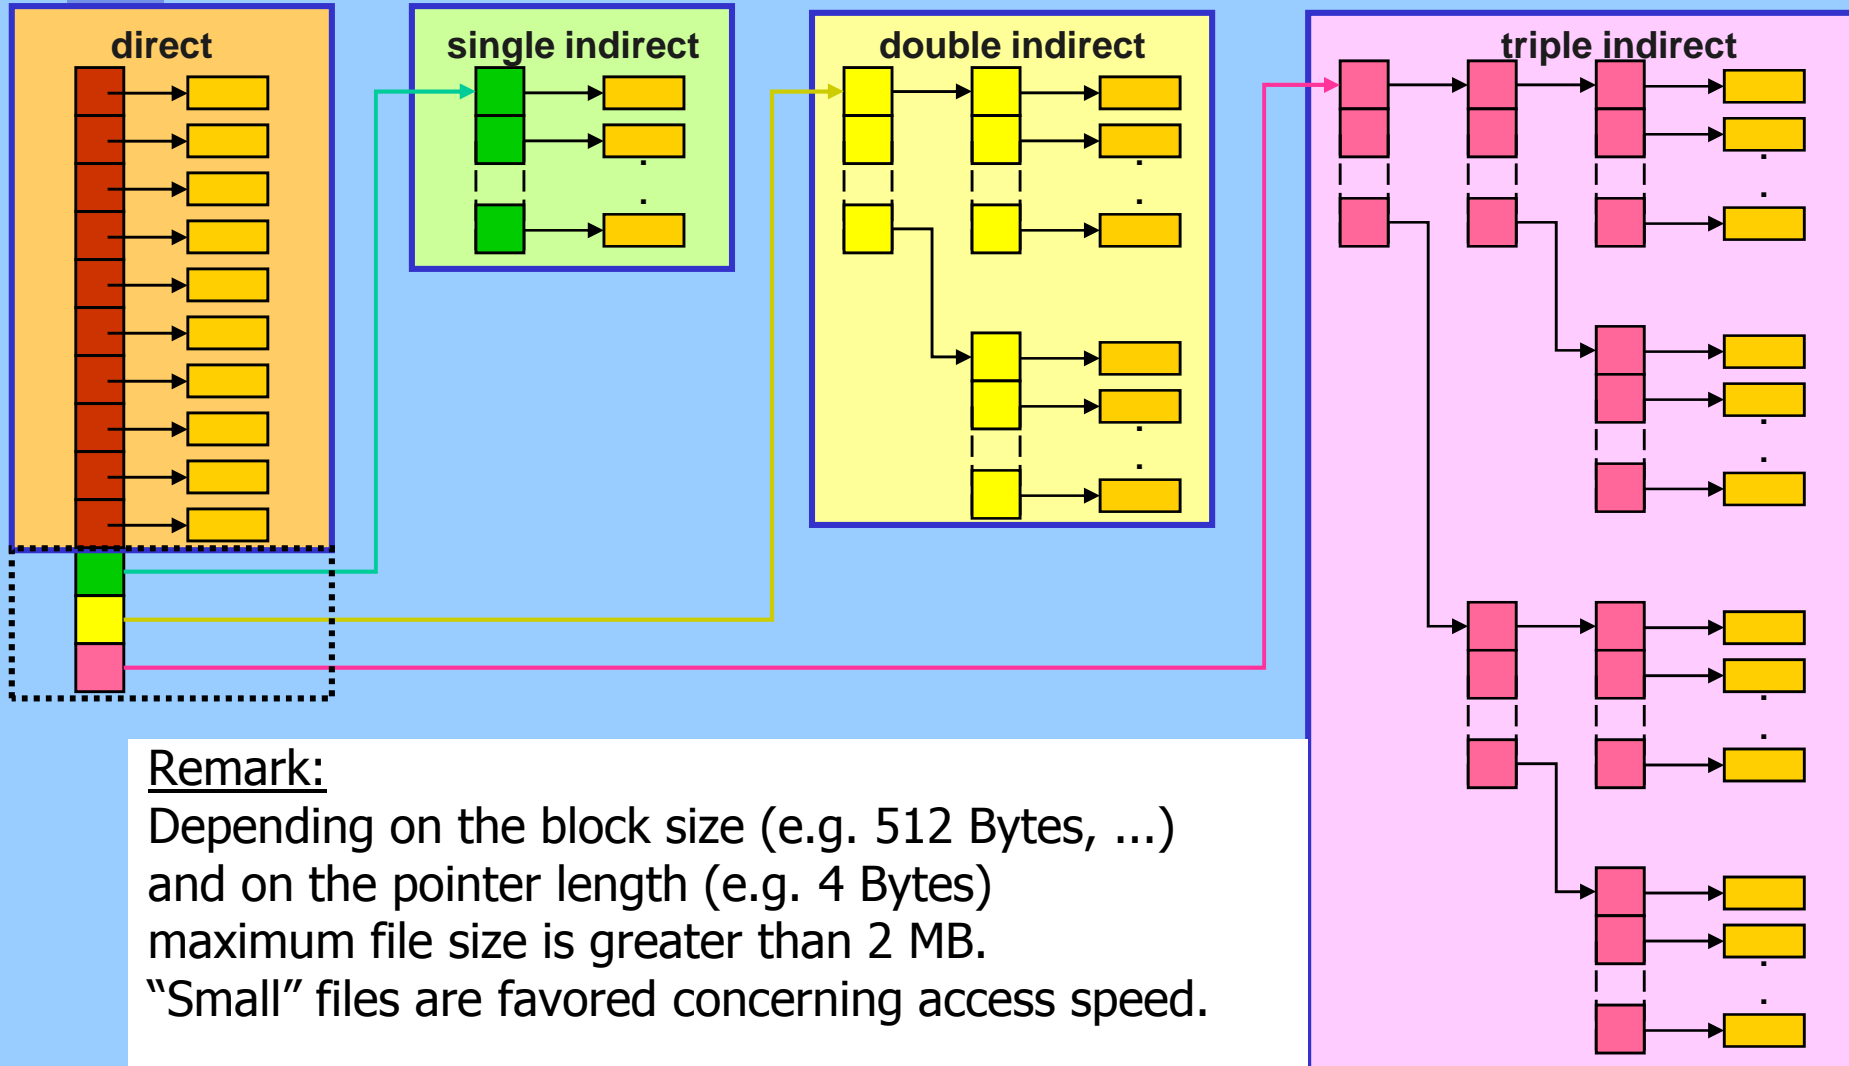 direct
single indirect
double indirect
triple indirect
Remark:
Depending on the block size (e.g. 512 Bytes, ...)
and on the pointer length (e.g. 4 Bytes)
maximum file size is greater than 2 MB.
“Small” files are favored concerning access speed.